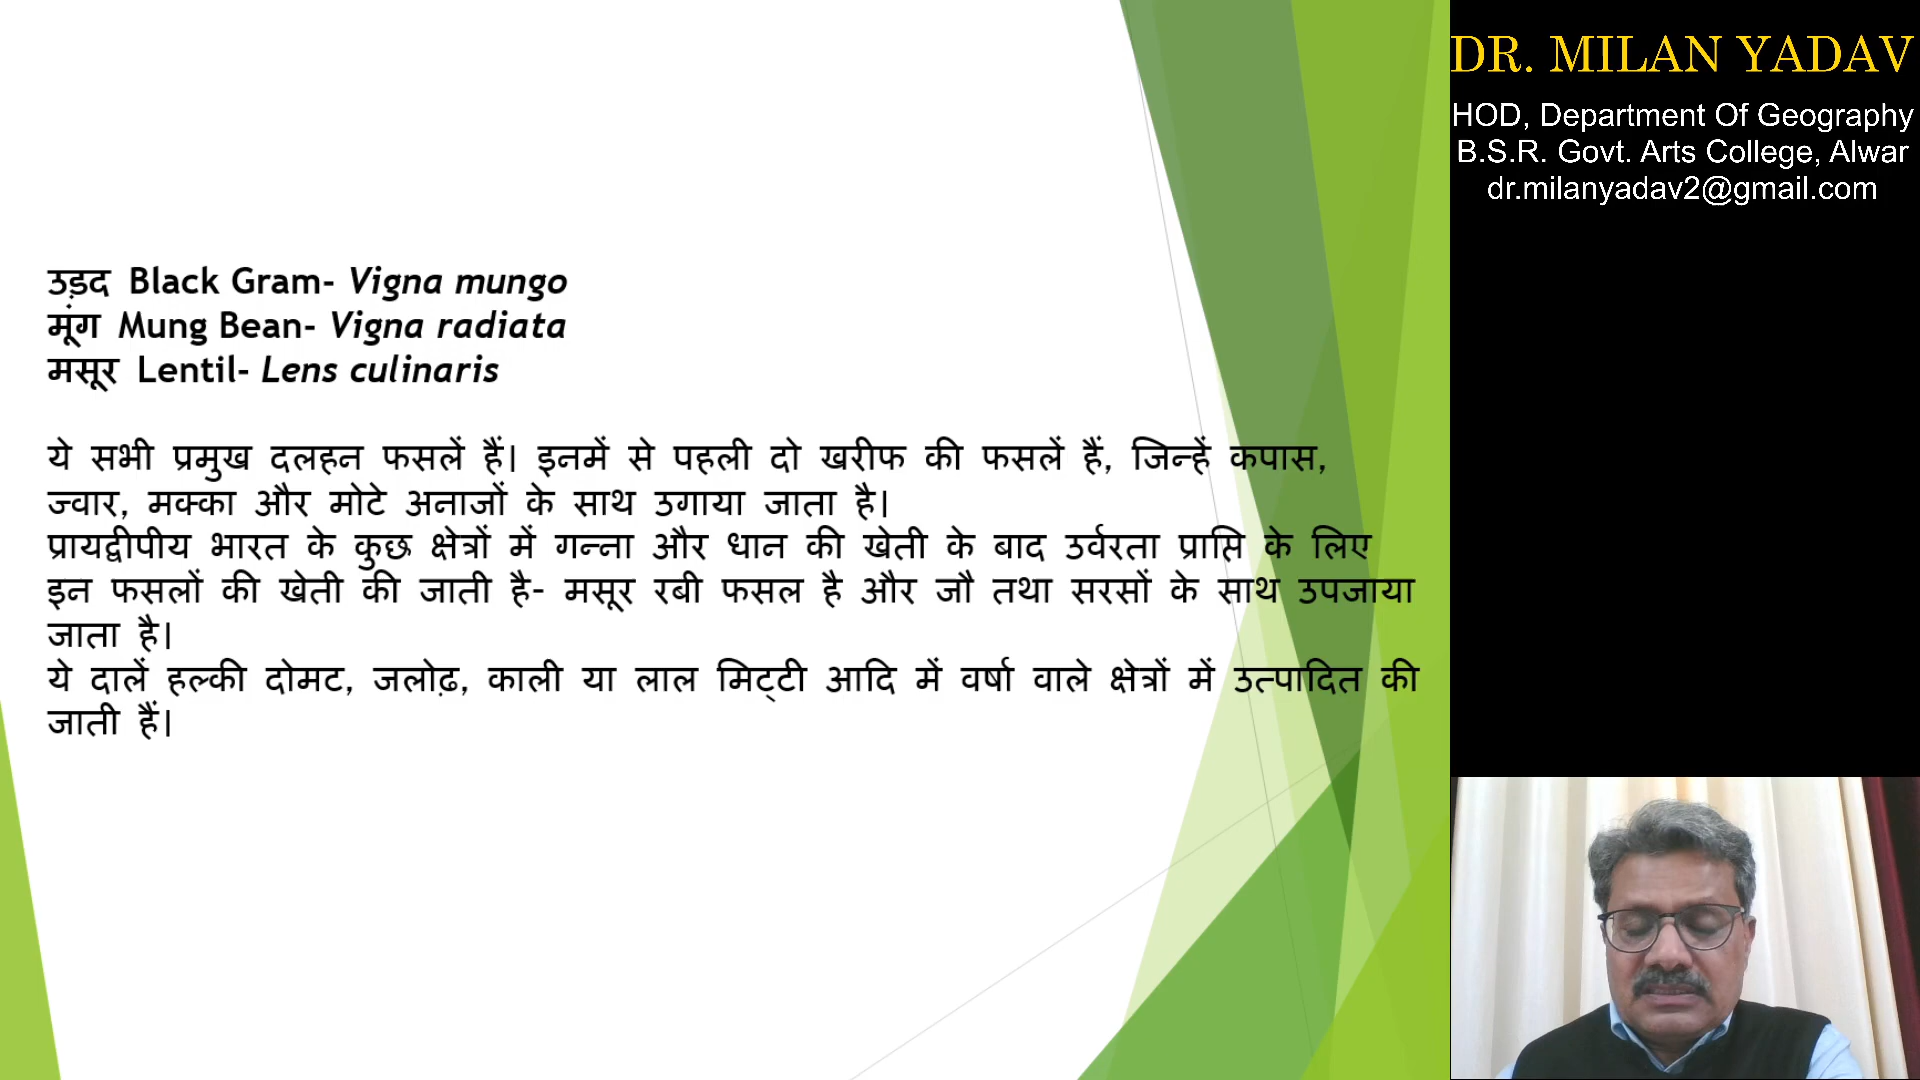 उड़द Black Gram- Vigna mungo
मूंग Mung Bean- Vigna radiata
मसूर Lentil- Lens culinaris
ये सभी प्रमुख दलहन फसलें हैं। इनमें से पहली दो खरीफ की फसलें हैं, जिन्हें कपास,
ज्वार, मक्का और मोटे अनाजों के साथ उगाया जाता है।
प्रायद्वीपीय भारत के कुछ क्षेत्रों में गन्ना और धान की खेती के बाद उर्वरता प्राप्ति के लिए
इन फसलों की खेती की जाती है- मसूर रबी फसल है और जौ तथा सरसों के साथ उपजाया
जाता है।
ये दालें हल्की दोमट, जलोढ़, काली या लाल मिट्टी आदि में वर्षा वाले क्षेत्रों में उत्पादित की
जाती हैं।
DR. MILAN YADAV
HOD, Department Of Geography
B.S.R. Govt. Arts College, Alwar
dr.milanyadav2@gmail.com